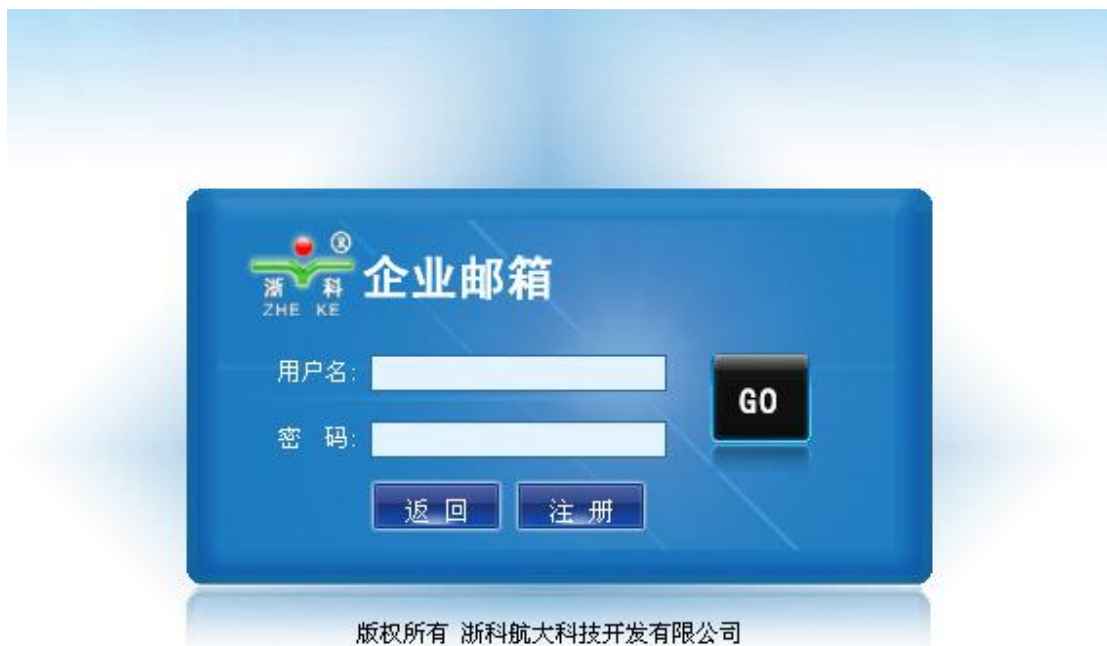 ®
浙 科
ZHE KE
企业邮箱
用户名:
密 码:
GO
返 回
注 册
版权所有 浙科航大科技开发有限公司